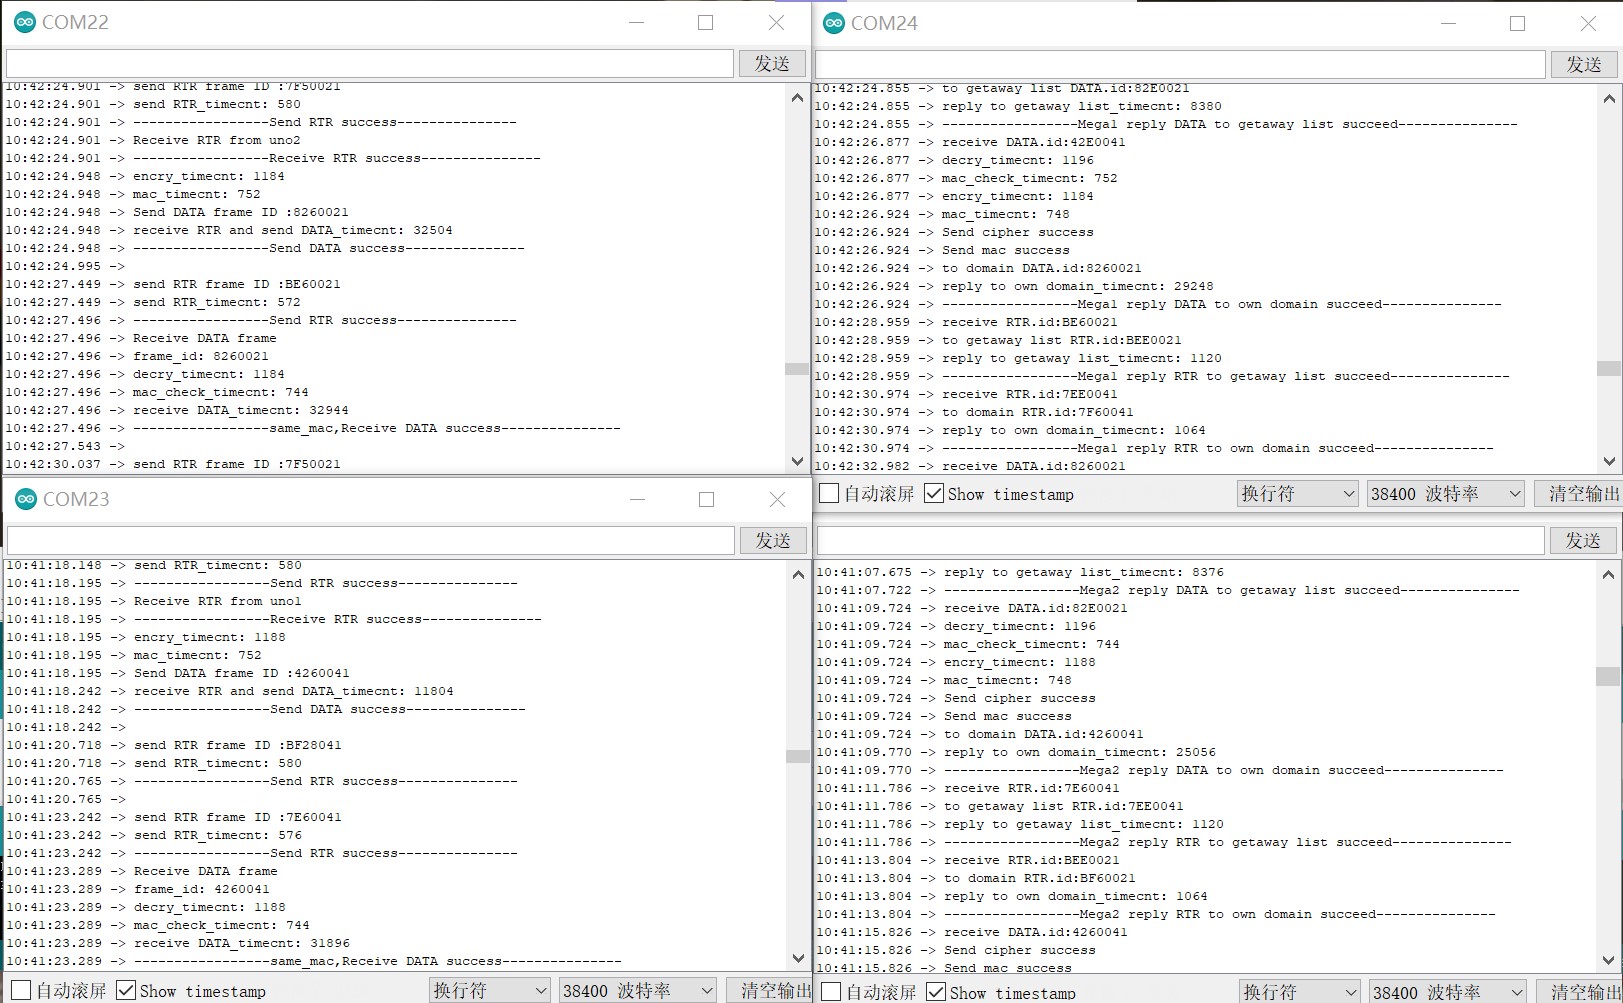 COM22
发送
10:42:24.901 -> send RTR frame ID :7F50021
10:42:24.901 -> send RTR_timecnt: 580
10:42:24.901 -> -----------------Send RTR success---------------
10:42:24.901 -> Receive RTR from uno2
10:42:24.901 -> -----------------Receive RTR success---------------
10:42:24.948 -> encry_timecnt: 1184
10:42:24.948 -> mac_timecnt: 752
10:42:24.948 -> Send DATA frame ID :8260021
10:42:24.948 -> receive RTR and send DATA_timecnt: 32504
10:42:24.948 -> -----------------Send DATA success---------------
10:42:24.995 ->
10:42:27.449 -> send RTR frame ID :BE60021
10:42:27.449 -> send RTR_timecnt: 572
10:42:27.496 -> -----------------Send RTR success---------------
10:42:27.496 -> Receive DATA frame
10:42:27.496 -> frame_id: 8260021
10:42:27.496 -> decry_timecnt: 1184
10:42:27.496 -> mac_check_timecnt: 744
10:42:27.496 -> receive DATA_timecnt: 32944
10:42:27.496 -> -----------------same_mac,Receive DATA success---------------
10:42:27.543 ->
10:42:30.037 -> send RTR frame ID :7F50021
COM24
发送
10:42:24.855 -> to getaway list DATA.id:82E0021
10:42:24.855 -> reply to getaway list_timecnt: 8380
10:42:24.855 -> -----------------Mega1 reply DATA to getaway list succeed---------------
10:42:26.877 -> receive DATA.id:42E0041
10:42:26.877 -> decry_timecnt: 1196
10:42:26.877 -> mac_check_timecnt: 752
10:42:26.877 -> encry_timecnt: 1184
10:42:26.924 -> mac_timecnt: 748
10:42:26.924 -> Send cipher success
10:42:26.924 -> Send mac success
10:42:26.924 -> to domain DATA.id:8260021
10:42:26.924 -> reply to own domain_timecnt: 29248
10:42:26.924 -> -----------------Mega1 reply DATA to own domain succeed---------------
10:42:28.959 -> receive RTR.id:BE60021
10:42:28.959 -> to getaway list RTR.id:BEE0021
10:42:28.959 -> reply to getaway list_timecnt: 1120
10:42:28.959 -> -----------------Mega1 reply RTR to getaway list succeed---------------
10:42:30.974 -> receive RTR.id:7EE0041
10:42:30.974 -> to domain RTR.id:7F60041
10:42:30.974 -> reply to own domain_timecnt: 1064
10:42:30.974 -> -----------------Mega1 reply RTR to own domain succeed---------------
10:42:32.982 -> receive DATA.id:8260021
自动滚屏 Show timestamp 换行符 38400 波特率 清空输出
COM23
发送
10:41:18.148 -> send RTR_timecnt: 580
10:41:18.195 -> -----------------Send RTR success---------------
10:41:18.195 -> Receive RTR from uno1
10:41:18.195 -> -----------------Receive RTR success---------------
10:41:18.195 -> encry_timecnt: 1188
10:41:18.195 -> mac_timecnt: 752
10:41:18.195 -> Send DATA frame ID :4260041
10:41:18.242 -> receive RTR and send DATA_timecnt: 11804
10:41:18.242 -> -----------------Send DATA success---------------
10:41:18.242 ->
10:41:20.718 -> send RTR frame ID :BF28041
10:41:20.718 -> send RTR_timecnt: 580
10:41:20.765 -> -----------------Send RTR success---------------
10:41:20.765 ->
10:41:23.242 -> send RTR frame ID :7E60041
10:41:23.242 -> send RTR_timecnt: 576
10:41:23.242 -> -----------------Send RTR success---------------
10:41:23.289 -> Receive DATA frame
10:41:23.289 -> frame_id: 4260041
10:41:23.289 -> decry_timecnt: 1188
10:41:23.289 -> mac_check_timecnt: 744
10:41:23.289 -> receive DATA_timecnt: 31896
10:41:23.289 -> -----------------same_mac,Receive DATA success---------------
自动滚屏 Show timestamp 换行符 38400 波特率 清空输出
发送
10:41:07.675 -> reply to getaway list_timecnt: 8376
10:41:07.722 -> -----------------Mega2 reply DATA to getaway list succeed---------------
10:41:09.724 -> receive DATA.id:82E0021
10:41:09.724 -> decry_timecnt: 1196
10:41:09.724 -> mac_check_timecnt: 744
10:41:09.724 -> encry_timecnt: 1188
10:41:09.724 -> mac_timecnt: 748
10:41:09.724 -> Send cipher success
10:41:09.724 -> Send mac success
10:41:09.724 -> to domain DATA.id:4260041
10:41:09.770 -> reply to own domain_timecnt: 25056
10:41:09.770 -> -----------------Mega2 reply DATA to own domain succeed---------------
10:41:11.786 -> receive RTR.id:7E60041
10:41:11.786 -> to getaway list RTR.id:7EE0041
10:41:11.786 -> reply to getaway list_timecnt: 1120
10:41:11.786 -> -----------------Mega2 reply RTR to getaway list succeed---------------
10:41:13.804 -> receive RTR.id:BEE0021
10:41:13.804 -> to domain RTR.id:BF60021
10:41:13.804 -> reply to own domain_timecnt: 1064
10:41:13.804 -> -----------------Mega2 reply RTR to own domain succeed---------------
10:41:15.826 -> receive DATA.id:4260041
10:41:15.826 -> Send cipher success
10:41:15.826 -> Send mac success
自动滚屏 Show timestamp 换行符 38400 波特率 清空输出